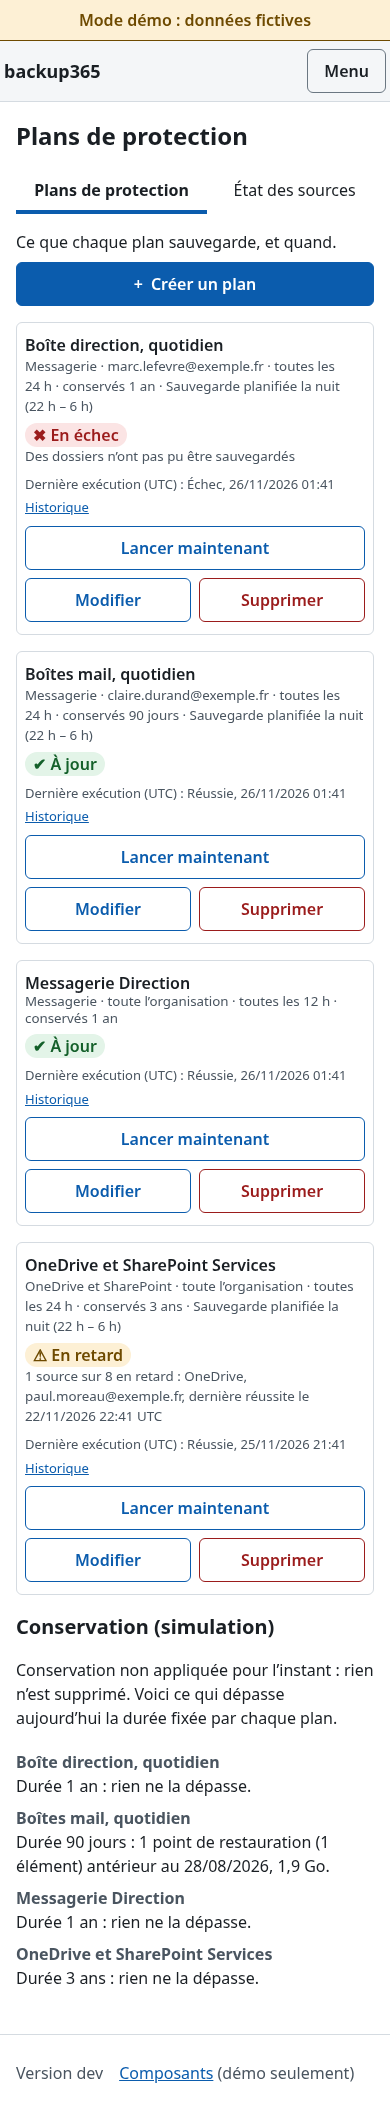 Mode démo : données fictives
backup365
Menu
Plans de protection
Plans de protection
État des sources
Ce que chaque plan sauvegarde, et quand.
+ Créer un plan
Boîte direction, quotidien
Messagerie · marc.lefevre@exemple.fr · toutes les
24 h · conservés 1 an · Sauvegarde planifiée la nuit
(22 h – 6 h)
✖ En échec
Des dossiers n’ont pas pu être sauvegardés
Dernière exécution (UTC) : Échec, 26/11/2026 01:41
Historique
Lancer maintenant
Modifier
Supprimer
Boîtes mail, quotidien
Messagerie · claire.durand@exemple.fr · toutes les
24 h · conservés 90 jours · Sauvegarde planifiée la nuit
(22 h – 6 h)
✔ À jour
Dernière exécution (UTC) : Réussie, 26/11/2026 01:41
Historique
Lancer maintenant
Modifier
Supprimer
Messagerie Direction
Messagerie · toute l’organisation · toutes les 12 h ·
conservés 1 an
✔ À jour
Dernière exécution (UTC) : Réussie, 26/11/2026 01:41
Historique
Lancer maintenant
Modifier
Supprimer
OneDrive et SharePoint Services
OneDrive et SharePoint · toute l’organisation · toutes
les 24 h · conservés 3 ans · Sauvegarde planifiée la
nuit (22 h – 6 h)
⚠ En retard
1 source sur 8 en retard : OneDrive,
paul.moreau@exemple.fr, dernière réussite le
22/11/2026 22:41 UTC
Dernière exécution (UTC) : Réussie, 25/11/2026 21:41
Historique
Lancer maintenant
Modifier
Supprimer
Conservation (simulation)
Conservation non appliquée pour l’instant : rien
n’est supprimé. Voici ce qui dépasse
aujourd’hui la durée fixée par chaque plan.
Boîte direction, quotidien
Durée 1 an : rien ne la dépasse.
Boîtes mail, quotidien
Durée 90 jours : 1 point de restauration (1
élément) antérieur au 28/08/2026, 1,9 Go.
Messagerie Direction
Durée 1 an : rien ne la dépasse.
OneDrive et SharePoint Services
Durée 3 ans : rien ne la dépasse.
Version dev
Composants (démo seulement)